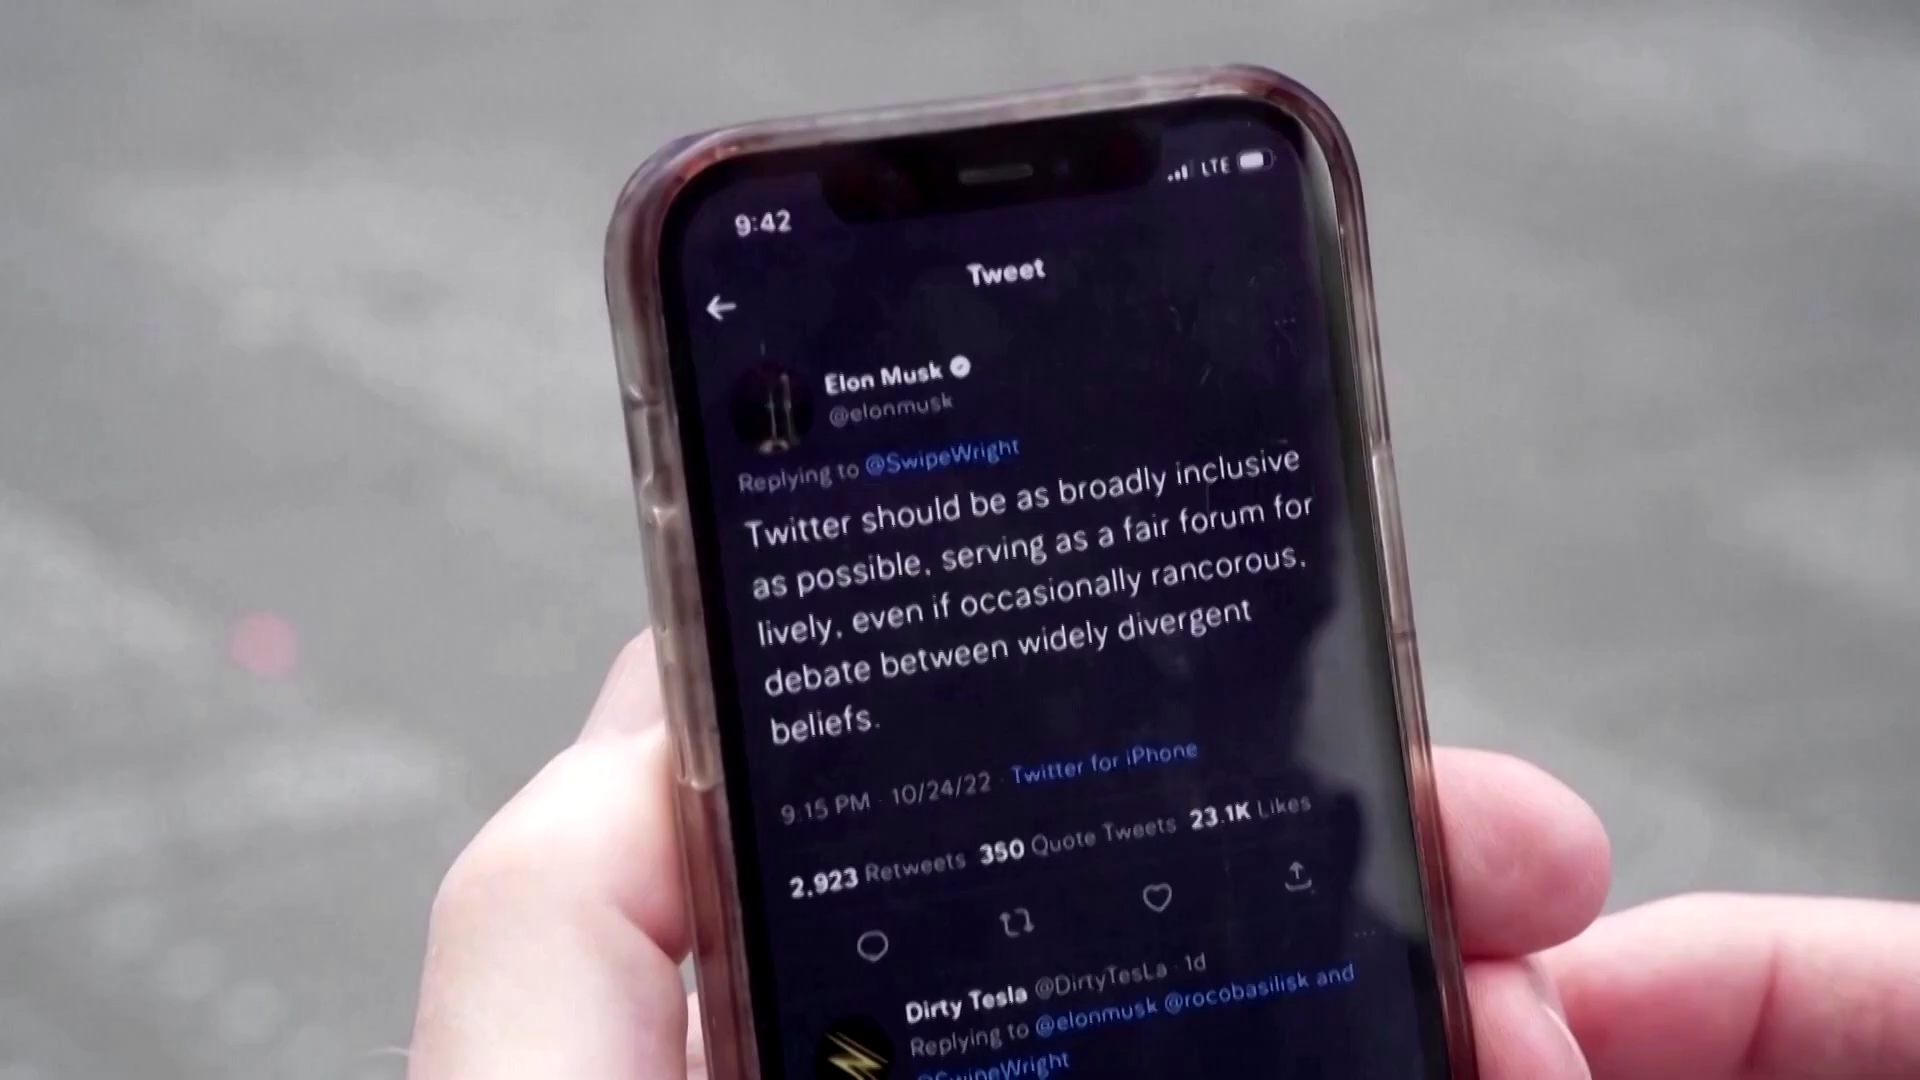 LTE
9:42
Tweet
Elon Musk
@elonmusk
Replying to @SwipeWright
Twitter should be as broadly inclusive
as possible, serving as a fair forum for
lively, even if occasionally rancorous,
debate between widely divergent
beliefs.
9:15 PM · 10/24/22 · Twitter for iPhone
2,923 Retweets 350 Quote Tweets 23.1K Likes
Dirty Tesla @DirtyTesLa · 1d
Replying to @elonmusk @rocobasilisk and
@SwipeWright